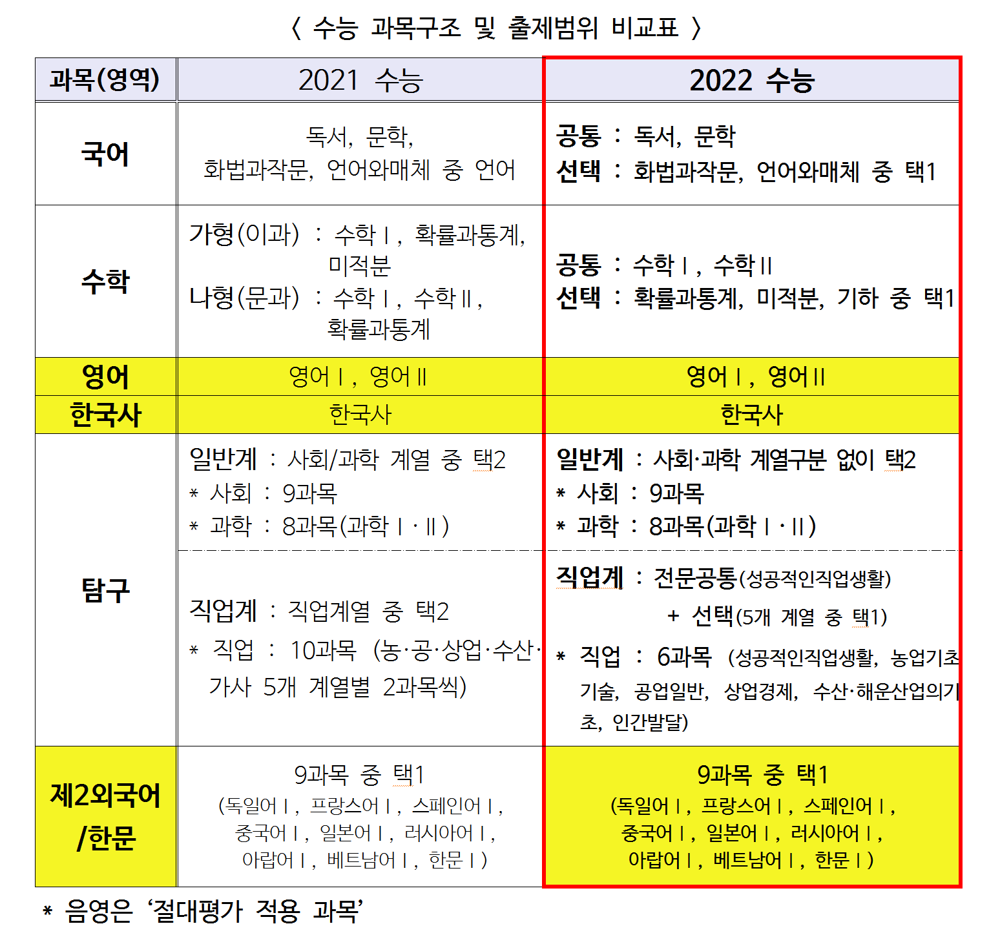 < 수능 과목구조 및 출제범위 비교표 >
과목(영역)
2021 수능
2022 수능
국어
독서, 문학,
화법과작문, 언어와매체 중 언어
공통 : 독서, 문학
선택 : 화법과작문, 언어와매체 중 택1
수학
가형(이과) : 수학Ⅰ, 확률과통계,
미적분
나형(문과) : 수학Ⅰ, 수학Ⅱ,
확률과통계
공통 : 수학Ⅰ, 수학Ⅱ
선택 : 확률과통계, 미적분, 기하 중 택1
영어
영어Ⅰ, 영어Ⅱ
영어Ⅰ, 영어Ⅱ
한국사
한국사
한국사
탐구
일반계 : 사회/과학 계열 중 택2
* 사회 : 9과목
* 과학 : 8과목(과학Ⅰ·Ⅱ)
일반계 : 사회·과학 계열구분 없이 택2
* 사회 : 9과목
* 과학 : 8과목(과학Ⅰ·Ⅱ)
직업계 : 직업계열 중 택2
* 직업 : 10과목 (농·공·상업·수산·
가사 5개 계열별 2과목씩)
직업계 : 전문공통(성공적인직업생활)
+ 선택(5개 계열 중 택1)
* 직업 : 6과목 (성공적인직업생활, 농업기초
기술, 공업일반, 상업경제, 수산·해운산업의기
초, 인간발달)
제2외국어
/한문
9과목 중 택1
(독일어Ⅰ, 프랑스어Ⅰ, 스페인어Ⅰ,
중국어Ⅰ, 일본어Ⅰ, 러시아어Ⅰ,
아랍어Ⅰ, 베트남어Ⅰ, 한문Ⅰ)
9과목 중 택1
(독일어Ⅰ, 프랑스어Ⅰ, 스페인어Ⅰ,
중국어Ⅰ, 일본어Ⅰ, 러시아어Ⅰ,
아랍어Ⅰ, 베트남어Ⅰ, 한문Ⅰ)
* 음영은 ‘절대평가 적용 과목’